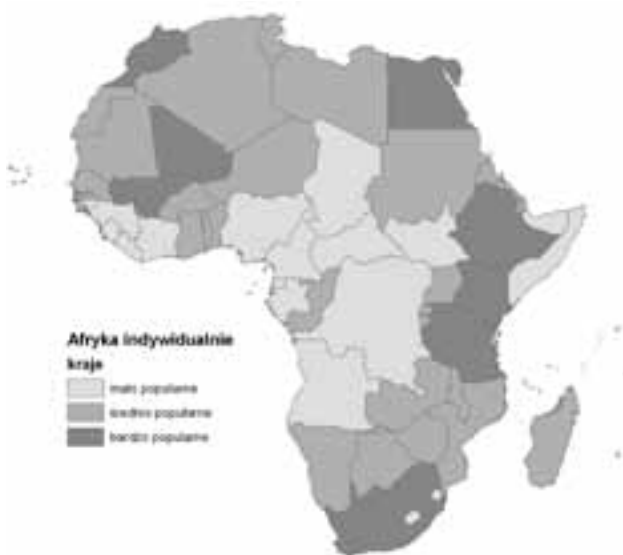 Afryka indywidualnie
kraje
mało popularne
średnio popularne
bardzo popularne